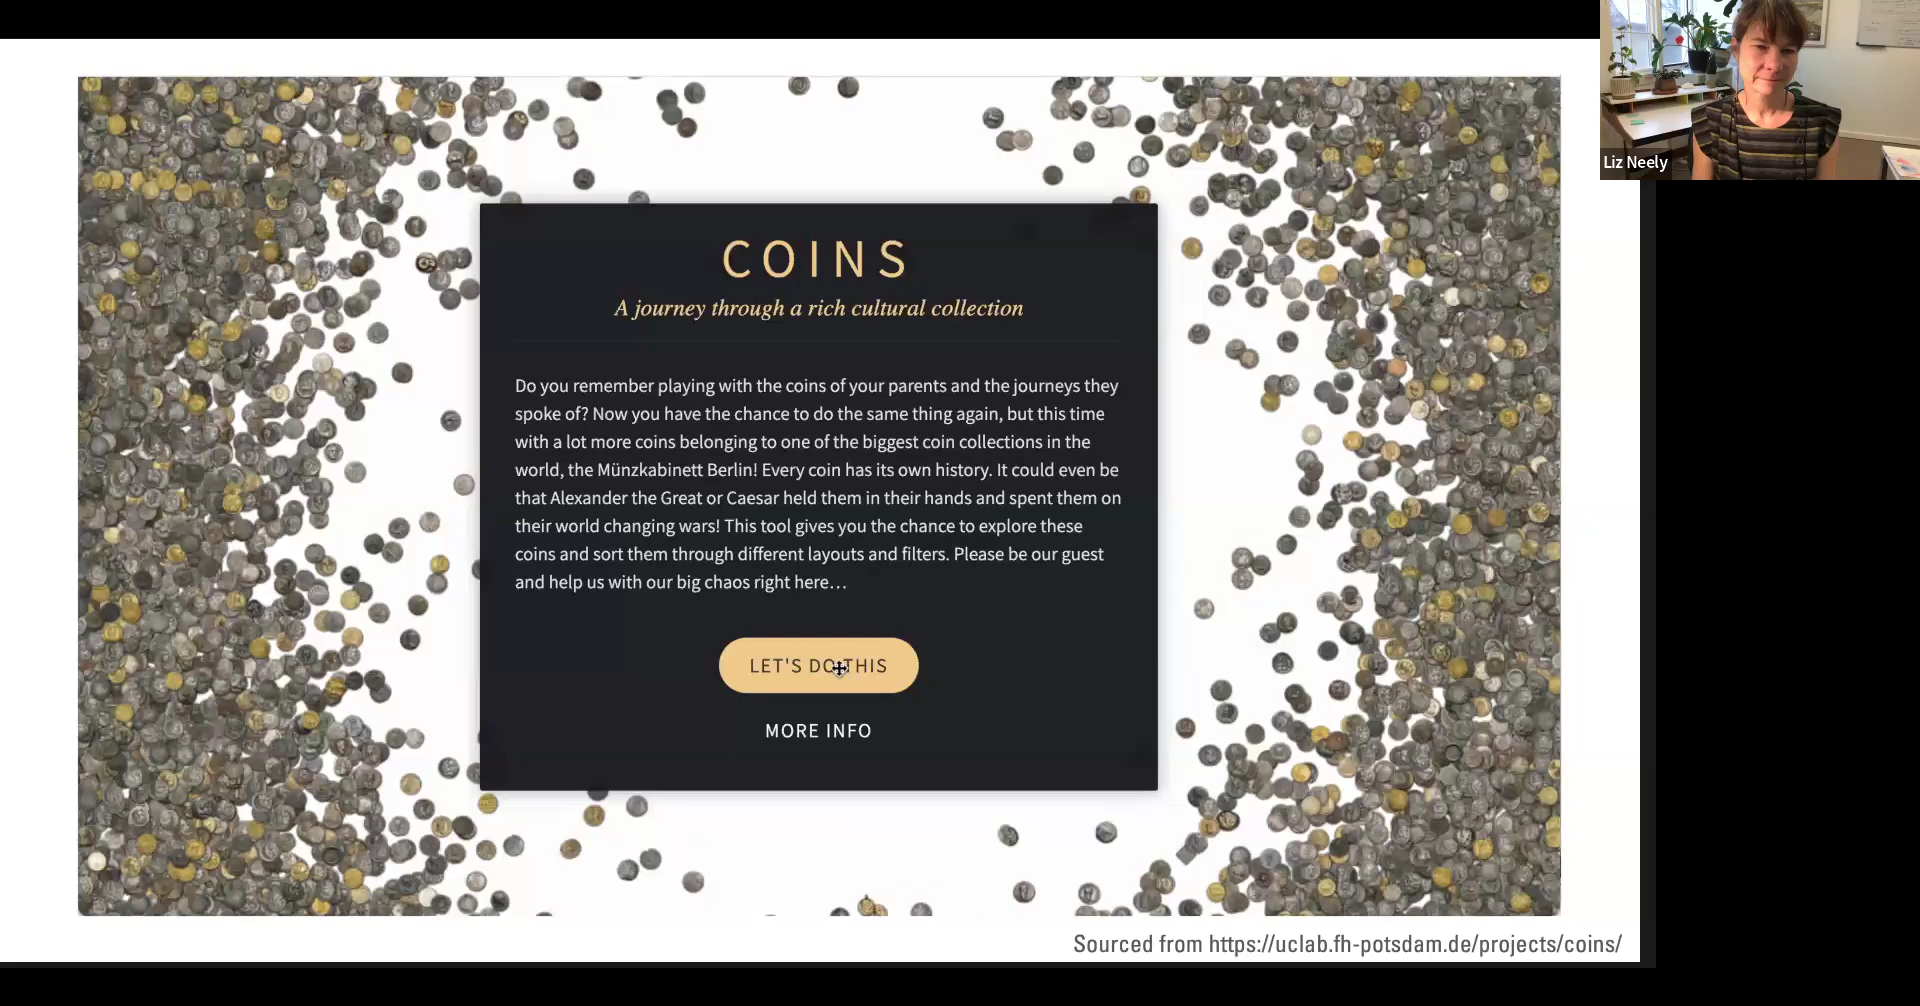 COINS
A journey through a rich cultural collection
Do you remember playing with the coins of your parents and the journeys they
spoke of? Now you have the chance to do the same thing again, but this time
with a lot more coins belonging to one of the biggest coin collections in the
world, the Münzkabinett Berlin! Every coin has its own history. It could even be
that Alexander the Great or Caesar held them in their hands and spent them on
their world changing wars! This tool gives you the chance to explore these
coins and sort them through different layouts and filters. Please be our guest
and help us with our big chaos right here…
LET'S DO THIS
MORE INFO
Sourced from https://uclab.fh-potsdam.de/projects/coins/
Liz Neely